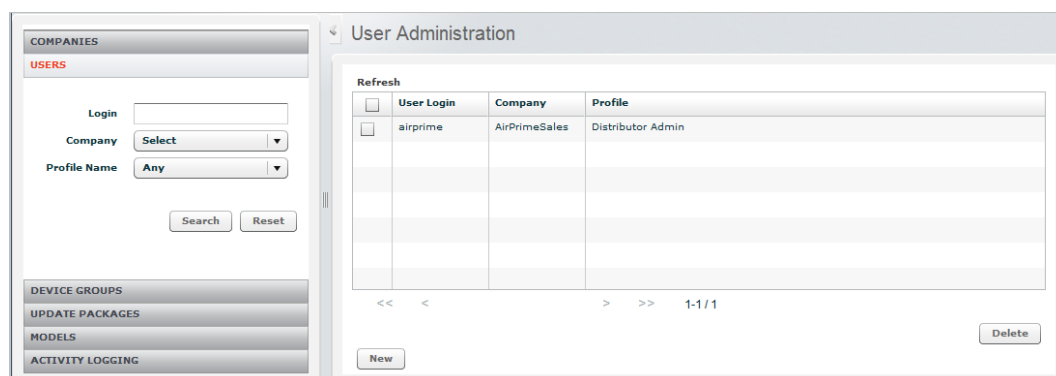 COMPANIES
USERS
Login
Company Select
Profile Name Any
Search Reset
DEVICE GROUPS
UPDATE PACKAGES
MODELS
ACTIVITY LOGGING
User Administration
Refresh
User Login Company Profile
airprime AirPrimeSales Distributor Admin
<< < > >> 1-1 / 1
Delete
New